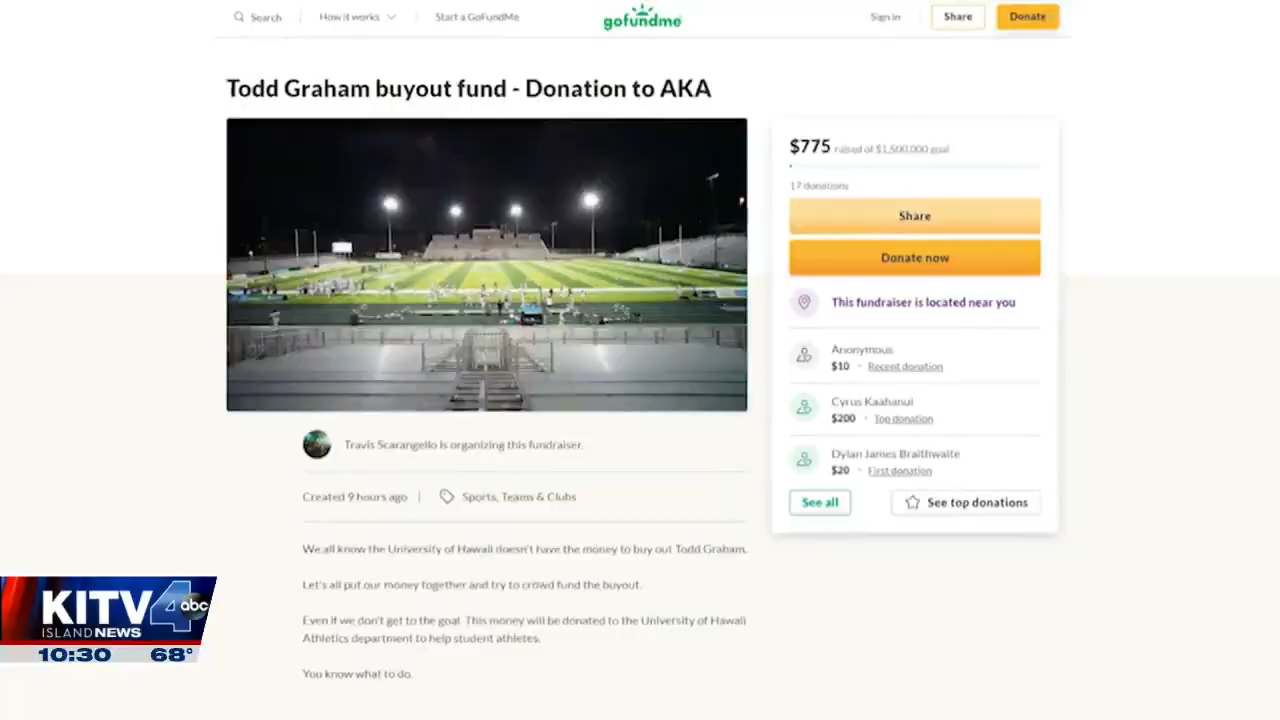 Search
How it works
Start a GoFundMe
gofundme
Sign in
Share
Donate
Todd Graham buyout fund - Donation to AKA
$775 raised of $1,500,000 goal
17 donations
Share
Donate now
This fundraiser is located near you
Anonymous
$10 · Recent donation
Cyrus Kaahanui
$200 · Top donation
Dylan James Braithwaite
$20 · First donation
See all
See top donations
Travis Scarangello is organizing this fundraiser.
Created 9 hours ago | Sports, Teams & Clubs
We all know the University of Hawaii doesn't have the money to buy out Todd Graham.
Let's all put our money together and try to crowd fund the buyout.
Even if we don't get to the goal. This money will be donated to the University of Hawaii
Athletics department to help student athletes.
You know what to do.
KITV 4 abc
ISLAND NEWS
10:30 68°